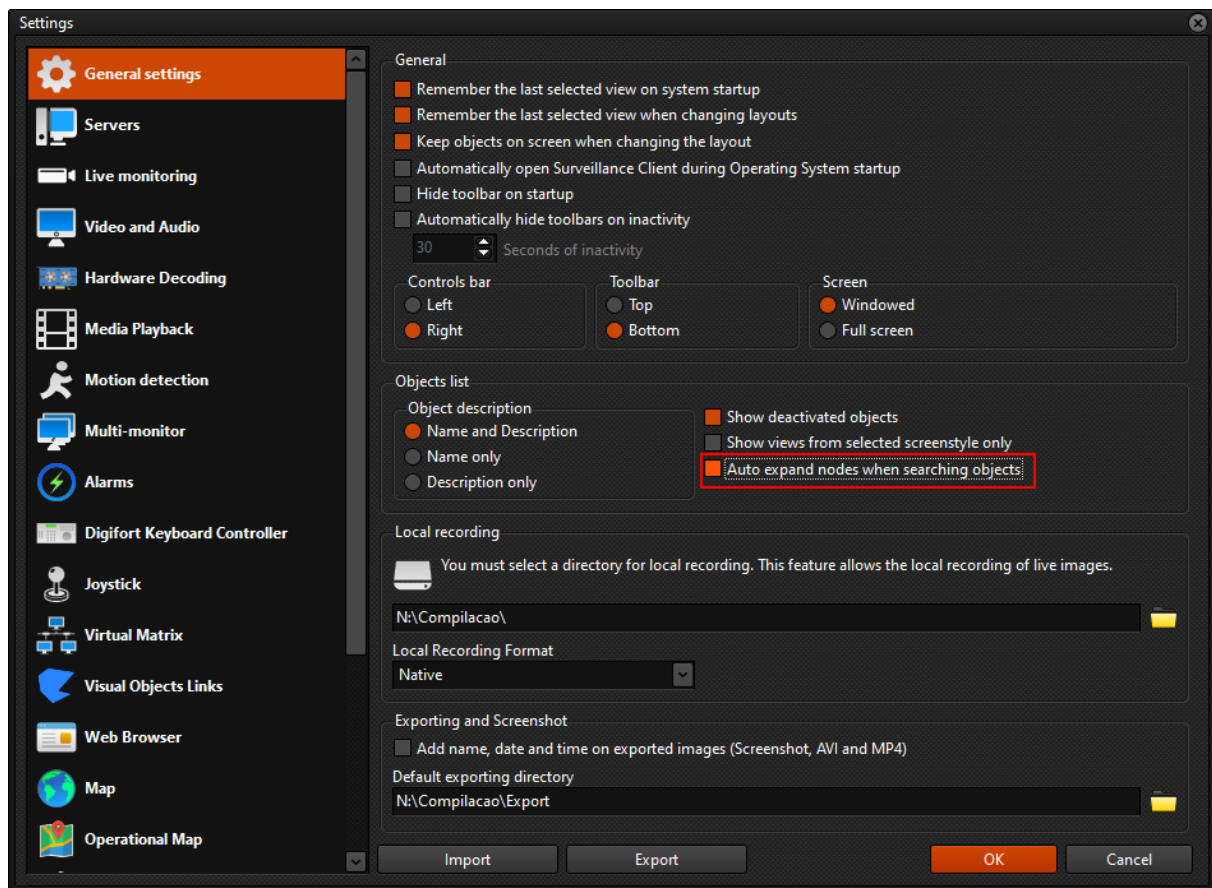 Settings
General settings
Servers
Live monitoring
Video and Audio
Hardware Decoding
Media Playback
Motion detection
Multi-monitor
Alarms
Digifort Keyboard Controller
Joystick
Virtual Matrix
Visual Objects Links
Web Browser
Map
Operational Map
General
Remember the last selected view on system startup
Remember the last selected view when changing layouts
Keep objects on screen when changing the layout
Automatically open Surveillance Client during Operating System startup
Hide toolbar on startup
Automatically hide toolbars on inactivity
30 Seconds of inactivity
Controls bar
Left
Right
Toolbar
Top
Bottom
Screen
Windowed
Full screen
Objects list
Object description
Name and Description
Name only
Description only
Show deactivated objects
Show views from selected screenstyle only
Auto expand nodes when searching objects
Local recording
You must select a directory for local recording. This feature allows the local recording of live images.
N:\Compilacao\
Local Recording Format
Native
Exporting and Screenshot
Add name, date and time on exported images (Screenshot, AVI and MP4)
Default exporting directory
N:\Compilacao\Export
Import
Export
OK
Cancel